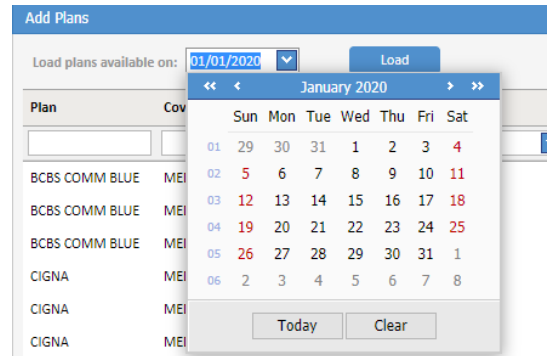 Add Plans
Load plans available on: 01/01/2020 Load
« ‹ January 2020 › »
Plan Cov
Sun Mon Tue Wed Thu Fri Sat
01 29 30 31 1 2 3 4
BCBS COMM BLUE MEI 02 5 6 7 8 9 10 11
03 12 13 14 15 16 17 18
BCBS COMM BLUE MEI
04 19 20 21 22 23 24 25
BCBS COMM BLUE MEI
05 26 27 28 29 30 31 1
CIGNA MEI 06 2 3 4 5 6 7 8
CIGNA MEI
Today Clear
CIGNA MEI